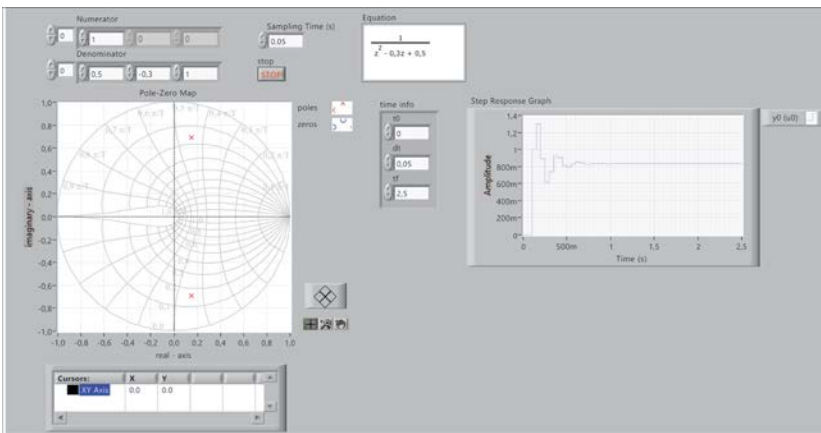 Numerator
0 1 0 0
Denominator
0 0,5 -0,3 1
Sampling Time (s)
0,05
stop
STOP
Equation
1
z² - 0,3z + 0,5
Pole-Zero Map
poles
zeros
1,0
0,8
0,6
0,4
0,2
0,0
-0,2
-0,4
-0,6
-0,8
-1,0
imaginary - axis
-1,0 -0,8 -0,6 -0,4 -0,2 0,0 0,2 0,4 0,6 0,8 1,0
real - axis
time info
t0
0
dt
0,05
tf
2,5
Step Response Graph
y0 (u0)
1,4
1,2
1
800m
600m
400m
200m
0
Amplitude
0 500m 1 1,5 2 2,5
Time (s)
Cursors: X Y
XY Axis 0.0 0.0